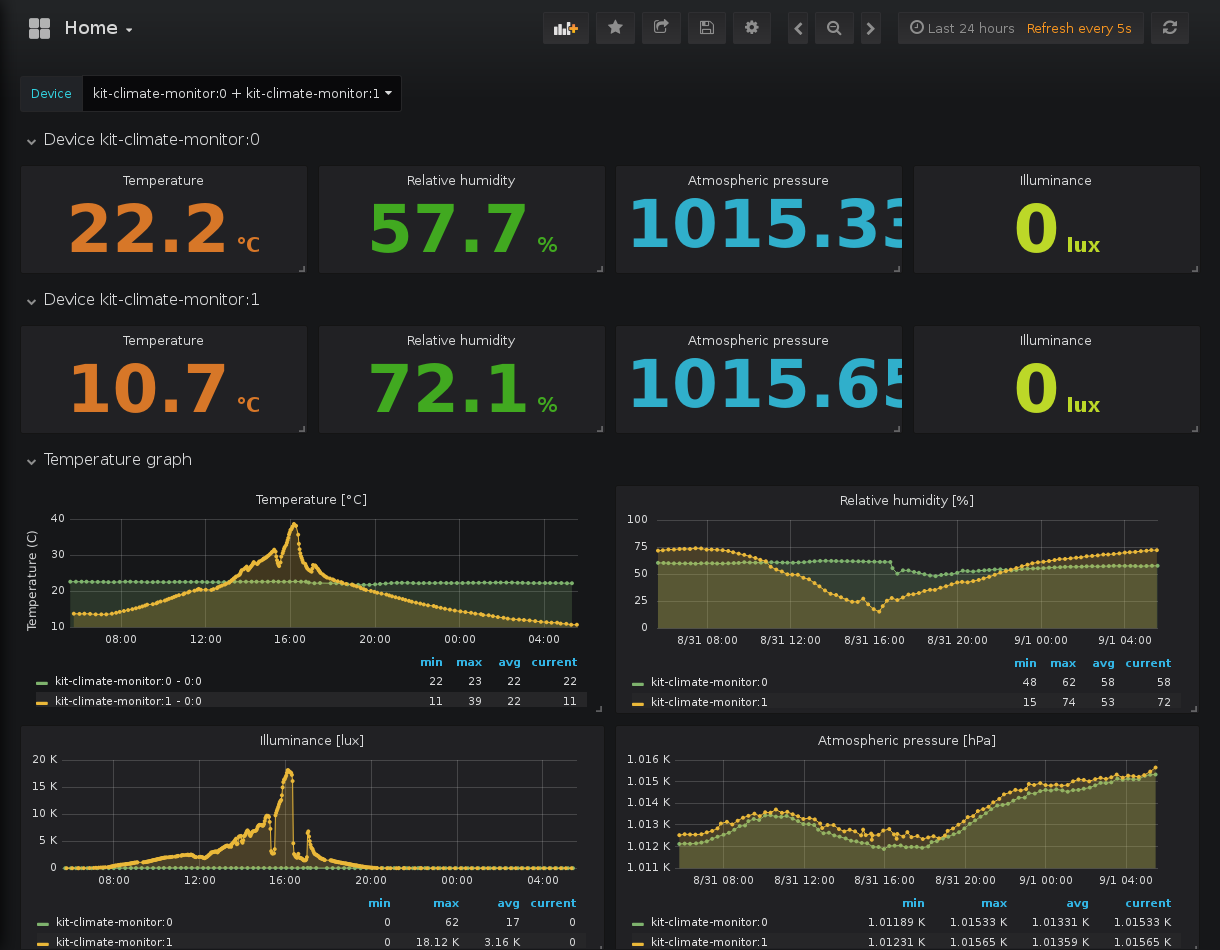 Home
Last 24 hours Refresh every 5s
Device kit-climate-monitor:0 + kit-climate-monitor:1
Device kit-climate-monitor:0
Temperature Relative humidity Atmospheric pressure Illuminance
22.2 °C 57.7 % 1015.33 0 lux
Device kit-climate-monitor:1
Temperature Relative humidity Atmospheric pressure Illuminance
10.7 °C 72.1 % 1015.65 0 lux
Temperature graph
Temperature [°C]
Temperature (C)
40
30
20
10
08:00 12:00 16:00 20:00 00:00 04:00
min max avg current
kit-climate-monitor:0 - 0:0 22 23 22 22
kit-climate-monitor:1 - 0:0 11 39 22 11
Relative humidity [%]
100
75
50
25
0
8/31 08:00 8/31 12:00 8/31 16:00 8/31 20:00 9/1 00:00 9/1 04:00
min max avg current
kit-climate-monitor:0 48 62 58 58
kit-climate-monitor:1 15 74 53 72
Illuminance [lux]
20 K
15 K
10 K
5 K
0
08:00 12:00 16:00 20:00 00:00 04:00
min max avg current
kit-climate-monitor:0 0 62 17 0
kit-climate-monitor:1 0 18.12 K 3.16 K 0
Atmospheric pressure [hPa]
1.016 K
1.015 K
1.014 K
1.013 K
1.012 K
1.011 K
8/31 08:00 8/31 12:00 8/31 16:00 8/31 20:00 9/1 00:00 9/1 04:00
min max avg current
kit-climate-monitor:0 1.01189 K 1.01533 K 1.01331 K 1.01533 K
kit-climate-monitor:1 1.01231 K 1.01565 K 1.01359 K 1.01565 K